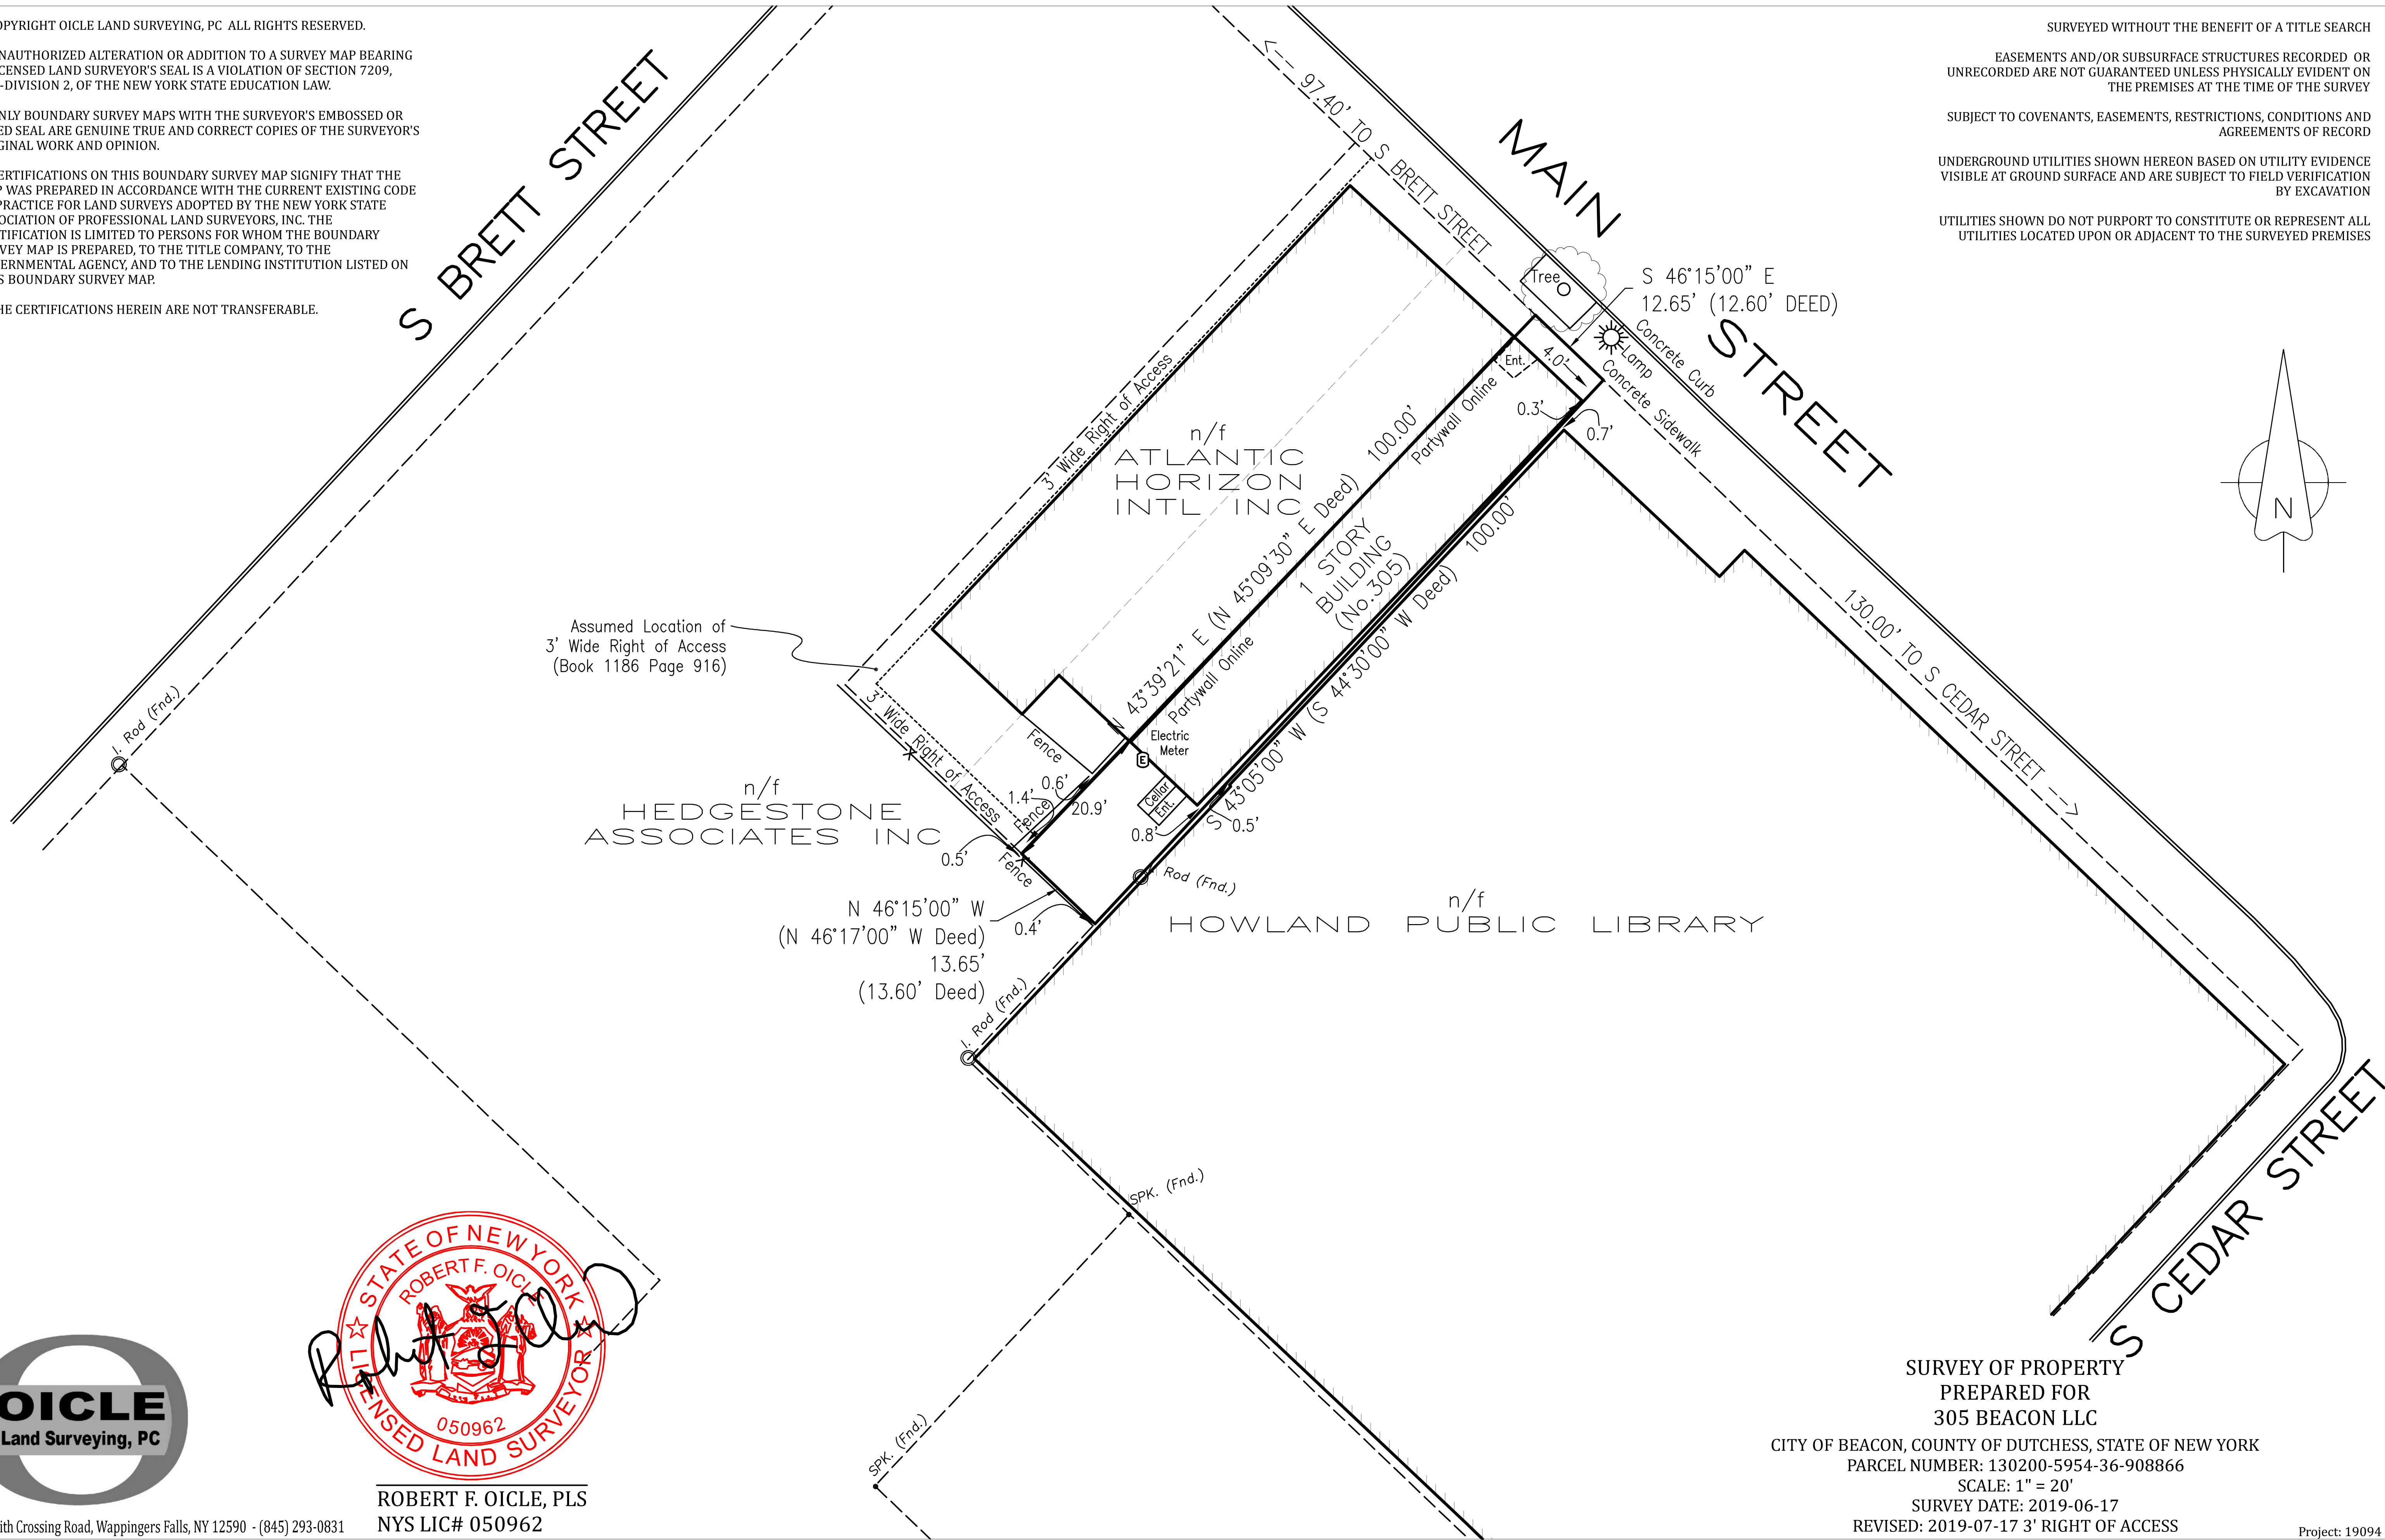 OPYRIGHT OICLE LAND SURVEYING, PC ALL RIGHTS RESERVED.
NAUTHORIZED ALTERATION OR ADDITION TO A SURVEY MAP BEARING
CENSED LAND SURVEYOR'S SEAL IS A VIOLATION OF SECTION 7209,
-DIVISION 2, OF THE NEW YORK STATE EDUCATION LAW.
NLY BOUNDARY SURVEY MAPS WITH THE SURVEYOR'S EMBOSSED OR
ED SEAL ARE GENUINE TRUE AND CORRECT COPIES OF THE SURVEYOR'S
GINAL WORK AND OPINION.
ERTIFICATIONS ON THIS BOUNDARY SURVEY MAP SIGNIFY THAT THE
P WAS PREPARED IN ACCORDANCE WITH THE CURRENT EXISTING CODE
PRACTICE FOR LAND SURVEYS ADOPTED BY THE NEW YORK STATE
OCIATION OF PROFESSIONAL LAND SURVEYORS, INC. THE
TIFICATION IS LIMITED TO PERSONS FOR WHOM THE BOUNDARY
VEY MAP IS PREPARED, TO THE TITLE COMPANY, TO THE
ERNMENTAL AGENCY, AND TO THE LENDING INSTITUTION LISTED ON
S BOUNDARY SURVEY MAP.
HE CERTIFICATIONS HEREIN ARE NOT TRANSFERABLE.
SURVEYED WITHOUT THE BENEFIT OF A TITLE SEARCH
EASEMENTS AND/OR SUBSURFACE STRUCTURES RECORDED OR
UNRECORDED ARE NOT GUARANTEED UNLESS PHYSICALLY EVIDENT ON
THE PREMISES AT THE TIME OF THE SURVEY
SUBJECT TO COVENANTS, EASEMENTS, RESTRICTIONS, CONDITIONS AND
AGREEMENTS OF RECORD
UNDERGROUND UTILITIES SHOWN HEREON BASED ON UTILITY EVIDENCE
VISIBLE AT GROUND SURFACE AND ARE SUBJECT TO FIELD VERIFICATION
BY EXCAVATION
UTILITIES SHOWN DO NOT PURPORT TO CONSTITUTE OR REPRESENT ALL
UTILITIES LOCATED UPON OR ADJACENT TO THE SURVEYED PREMISES
S BRETT STREET
MAIN STREET
97.40' TO S BRETT STREET
Tree
S 46°15'00" E
12.65' (12.60' DEED)
Lamp
Concrete Curb
Concrete Sidewalk
4.0'
Ent.
0.3'
0.7'
N
3' Wide Right of Access
n/f
ATLANTIC
HORIZON
INTL INC
N 43°39'21" E (N 45°09'30" E Deed) 100.00'
Partywall Online
Partywall Online
1 STORY
BUILDING
(No.305)
S 43°05'00" W (S 44°30'00" W Deed) 100.00'
130.00' TO S CEDAR STREET
Assumed Location of
3' Wide Right of Access
(Book 1186 Page 916)
3' Wide Right of Access
I. Rod (Fnd.)
Fence
Electric
Meter
E
Cellar
Ent.
0.6'
1.4'
Fence
20.9'
0.8'
0.5'
0.5'
Fence
n/f
HEDGESTONE
ASSOCIATES INC
Rod (Fnd.)
N 46°15'00" W
(N 46°17'00" W Deed)
13.65'
(13.60' Deed)
0.4'
n/f
HOWLAND PUBLIC LIBRARY
I. Rod (Fnd.)
SPK. (Fnd.)
SPK. (Fnd.)
S CEDAR STREET
STATE OF NEW YORK
ROBERT F. OICLE
050962
LICENSED LAND SURVEYOR
OICLE
Land Surveying, PC
ith Crossing Road, Wappingers Falls, NY 12590 - (845) 293-0831
ROBERT F. OICLE, PLS
NYS LIC# 050962
SURVEY OF PROPERTY
PREPARED FOR
305 BEACON LLC
CITY OF BEACON, COUNTY OF DUTCHESS, STATE OF NEW YORK
PARCEL NUMBER: 130200-5954-36-908866
SCALE: 1" = 20'
SURVEY DATE: 2019-06-17
REVISED: 2019-07-17 3' RIGHT OF ACCESS
Project: 19094